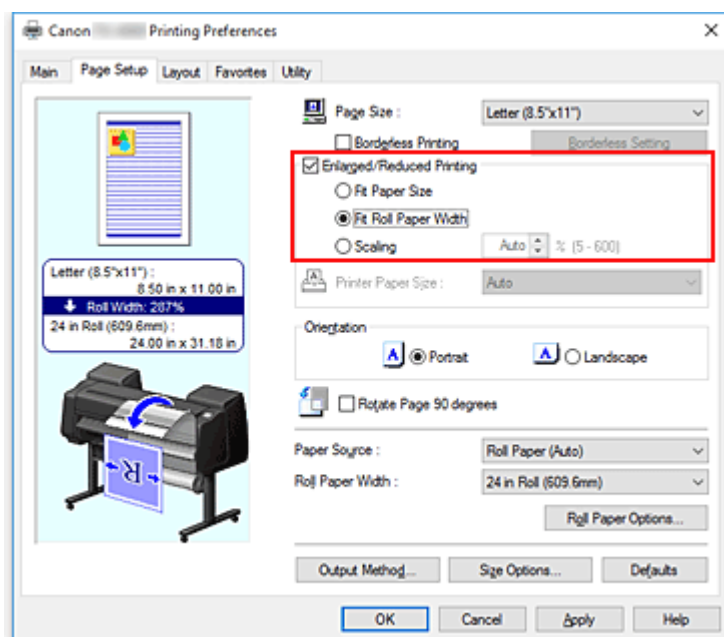 Canon Printing Preferences
Main Page Setup Layout Favorites Utility
Page Size : Letter (8.5"x11")
Borderless Printing Borderless Setting
Enlarged/Reduced Printing
Fit Paper Size
Fit Roll Paper Width
Scaling Auto % (5 - 600)
Printer Paper Size : Auto
Letter (8.5"x11") :
8.50 in x 11.00 in
Roll Width: 287%
24 in Roll (609.6mm) :
24.00 in x 31.18 in
Orientation
A Portrait A Landscape
Rotate Page 90 degrees
R
Paper Source : Roll Paper (Auto)
Roll Paper Width : 24 in Roll (609.6mm)
Roll Paper Options...
Output Method... Size Options... Defaults
OK Cancel Apply Help